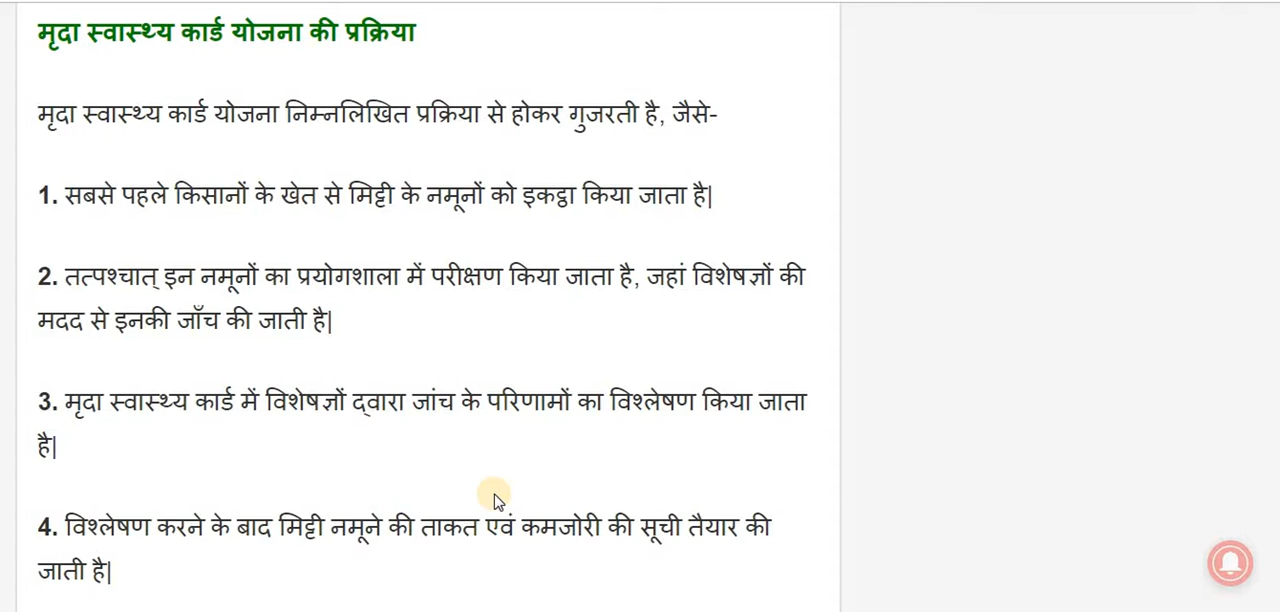 मृदा स्वास्थ्य कार्ड योजना की प्रक्रिया
मृदा स्वास्थ्य कार्ड योजना निम्नलिखित प्रक्रिया से होकर गुजरती है, जैसे-
1. सबसे पहले किसानों के खेत से मिट्टी के नमूनों को इकट्ठा किया जाता है|
2. तत्पश्चात् इन नमूनों का प्रयोगशाला में परीक्षण किया जाता है, जहां विशेषज्ञों की
मदद से इनकी जाँच की जाती है|
3. मृदा स्वास्थ्य कार्ड में विशेषज्ञों द्वारा जांच के परिणामों का विश्लेषण किया जाता
है|
4. विश्लेषण करने के बाद मिट्टी नमूने की ताकत एवं कमजोरी की सूची तैयार की
जाती है|